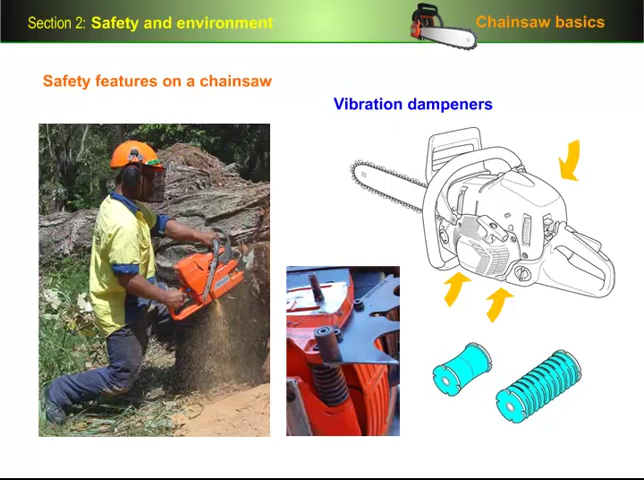 Section 2: Safety and environment
Chainsaw basics
Safety features on a chainsaw
Vibration dampeners